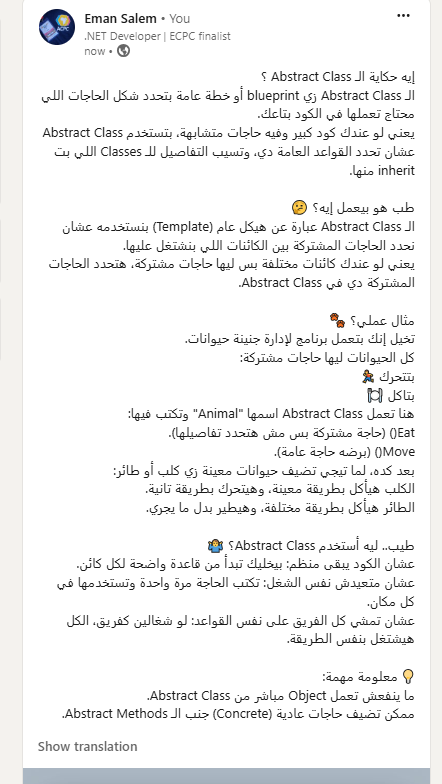 Eman Salem • You
.NET Developer | ECPC finalist
now •
إيه حكاية الـ Abstract Class ؟
الـ Abstract Class زي blueprint أو خطة عامة بتحدد شكل الحاجات اللي
محتاج تعملها في الكود بتاعك.
يعني لو عندك كود كبير وفيه حاجات متشابهة، بتستخدم Abstract Class
عشان تحدد القواعد العامة دي، وتسيب التفاصيل للـ Classes اللي بت
inherit منها.
طب هو بيعمل إيه؟ 🤔
الـ Abstract Class عبارة عن هيكل عام (Template) بنستخدمه عشان
نحدد الحاجات المشتركة بين الكائنات اللي بنشتغل عليها.
يعني لو عندك كائنات مختلفة بس ليها حاجات مشتركة، هتحدد الحاجات
المشتركة دي في Abstract Class.
مثال عملي؟ 🐾
تخيل إنك بتعمل برنامج لإدارة جنينة حيوانات.
كل الحيوانات ليها حاجات مشتركة:
بتتحرك 🏃
بتاكل 🍽️
هنا تعمل Abstract Class اسمها "Animal" وتكتب فيها:
Eat() (حاجة مشتركة بس مش هتحدد تفاصيلها).
Move() (برضه حاجة عامة).
بعد كده، لما تيجي تضيف حيوانات معينة زي كلب أو طائر:
الكلب هيأكل بطريقة معينة، وهيتحرك بطريقة تانية.
الطائر هيأكل بطريقة مختلفة، وهيطير بدل ما يجري.
طيب.. ليه أستخدم Abstract Class؟ 🤷‍♂️
عشان الكود يبقى منظم: بيخليك تبدأ من قاعدة واضحة لكل كائن.
عشان متعيدش نفس الشغل: تكتب الحاجة مرة واحدة وتستخدمها في
كل مكان.
عشان تمشي كل الفريق على نفس القواعد: لو شغالين كفريق، الكل
هيشتغل بنفس الطريقة.
💡 معلومة مهمة:
ما ينفعش تعمل Object مباشر من Abstract Class.
ممكن تضيف حاجات عادية (Concrete) جنب الـ Abstract Methods.
Show translation